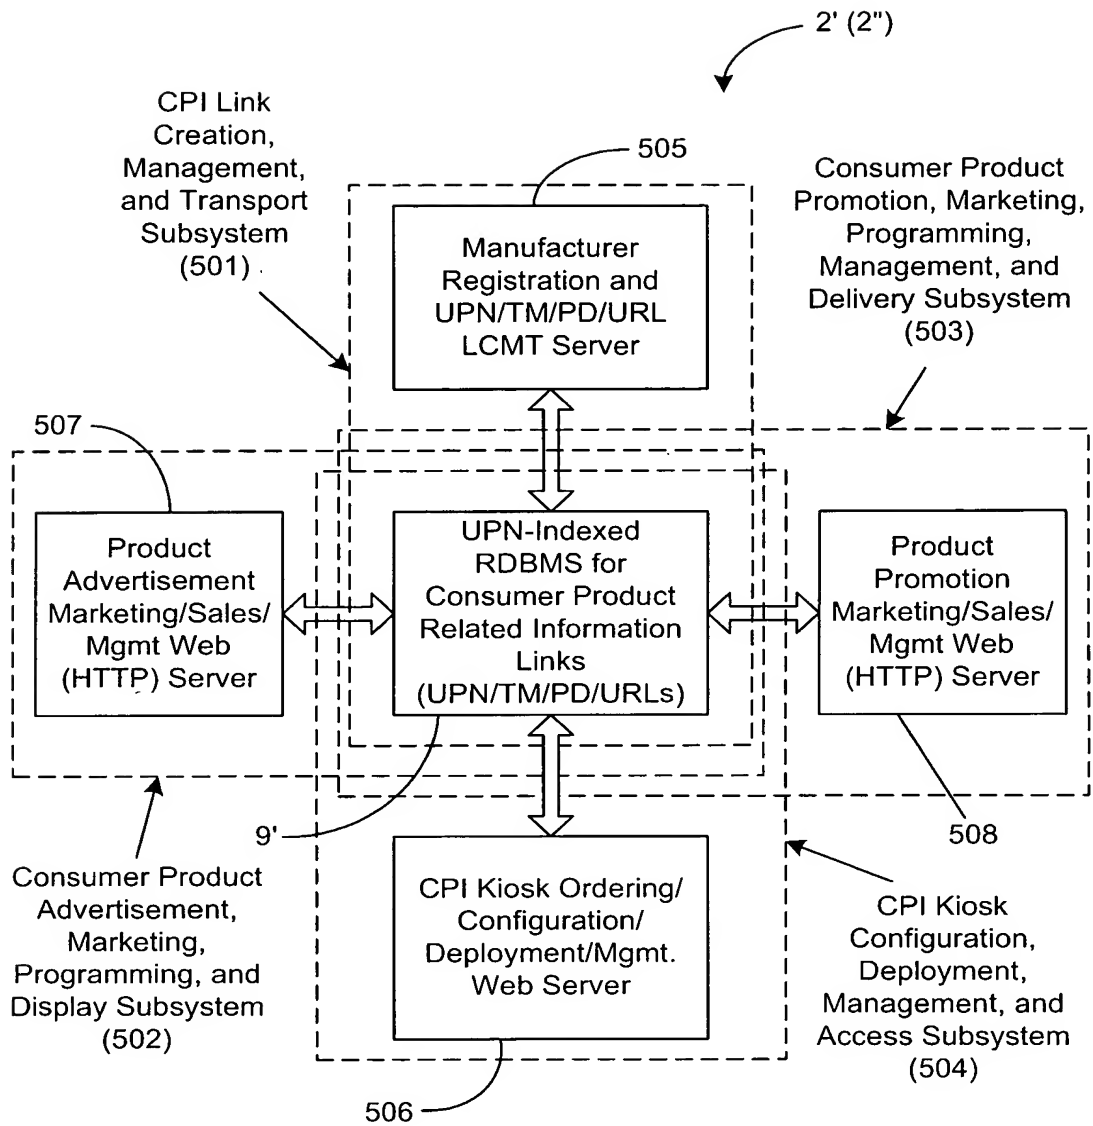 2' (2")
CPI Link
Creation,
Management,
and Transport
Subsystem
(501)
505
Consumer Product
Promotion, Marketing,
Programming,
Management, and
Delivery Subsystem
(503)
Manufacturer
Registration and
UPN/TM/PD/URL
LCMT Server
507
Product
Advertisement
Marketing/Sales/
Mgmt Web
(HTTP) Server
UPN-Indexed
RDBMS for
Consumer Product
Related Information
Links
(UPN/TM/PD/URLs)
Product
Promotion
Marketing/Sales/
Mgmt Web
(HTTP) Server
9'
508
Consumer Product
Advertisement,
Marketing,
Programming, and
Display Subsystem
(502)
CPI Kiosk Ordering/
Configuration/
Deployment/Mgmt.
Web Server
CPI Kiosk
Configuration,
Deployment,
Management, and
Access Subsystem
(504)
506